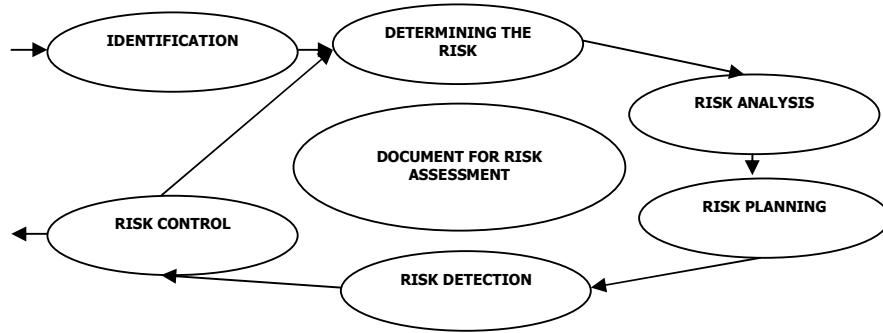 IDENTIFICATION
DETERMINING THE
RISK
RISK ANALYSIS
DOCUMENT FOR RISK
ASSESSMENT
RISK PLANNING
RISK CONTROL
RISK DETECTION